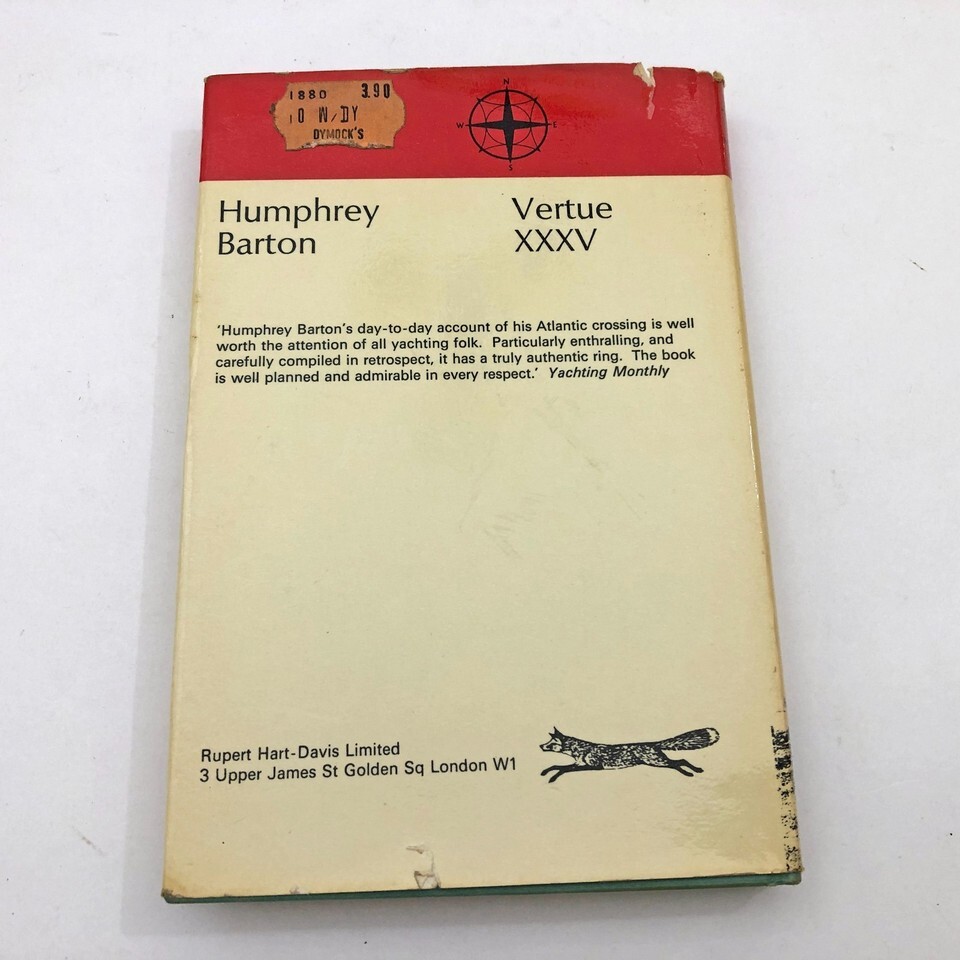 1880 3.90
10 W/DY
DYMOCK'S
N
W E
S
Humphrey
Barton
Vertue
XXXV
'Humphrey Barton's day-to-day account of his Atlantic crossing is well
worth the attention of all yachting folk. Particularly enthralling, and
carefully compiled in retrospect, it has a truly authentic ring. The book
is well planned and admirable in every respect.' Yachting Monthly
Rupert Hart-Davis Limited
3 Upper James St Golden Sq London W1